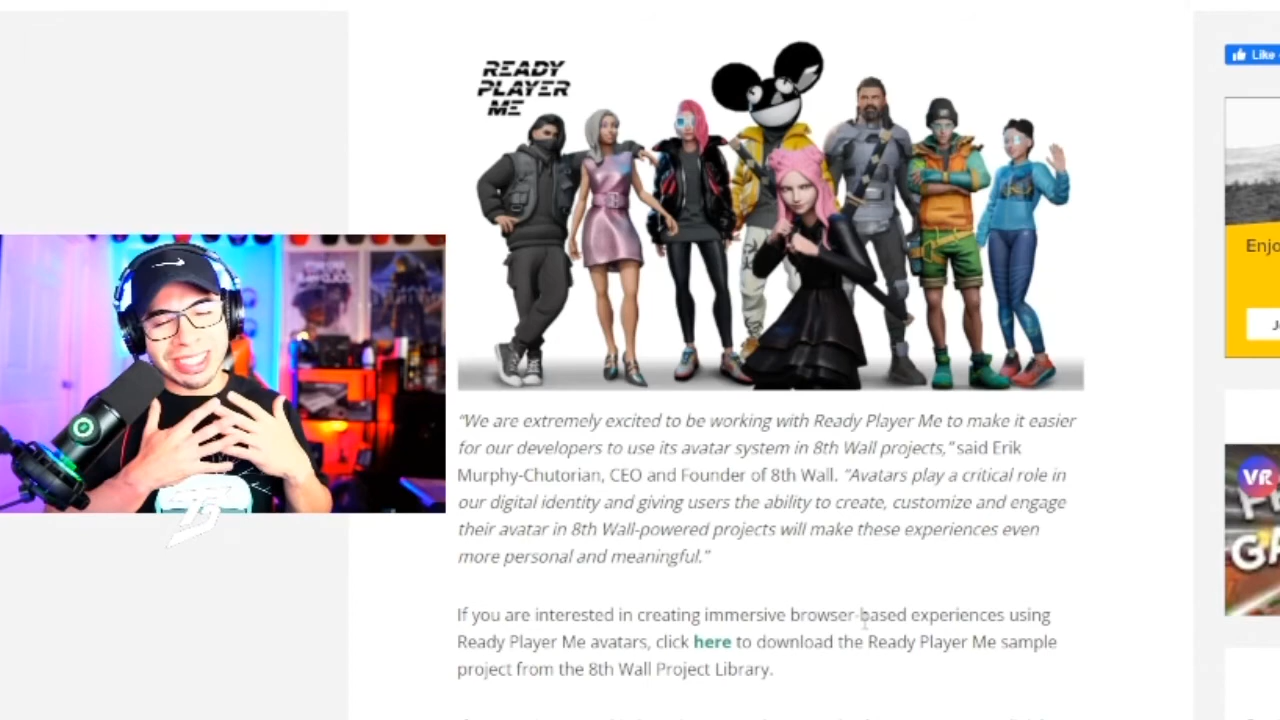 READY
PLAYER
ME
Like
"We are extremely excited to be working with Ready Player Me to make it easier
for our developers to use its avatar system in 8th Wall projects," said Erik
Murphy-Chutorian, CEO and Founder of 8th Wall. "Avatars play a critical role in
our digital identity and giving users the ability to create, customize and engage
their avatar in 8th Wall-powered projects will make these experiences even
more personal and meaningful."
If you are interested in creating immersive browser-based experiences using
Ready Player Me avatars, click here to download the Ready Player Me sample
project from the 8th Wall Project Library.
Enjo
VR